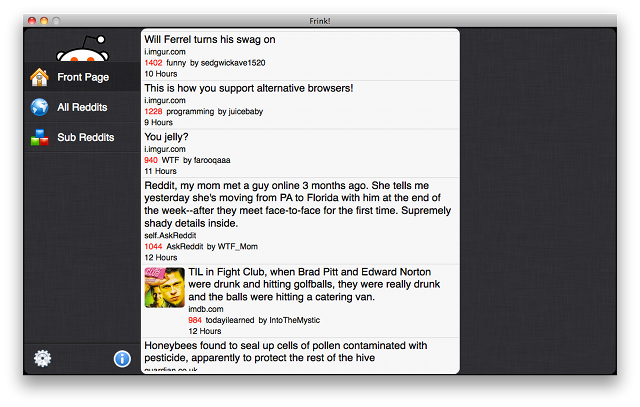 Frink!
Front Page
All Reddits
Sub Reddits
Will Ferrel turns his swag on
i.imgur.com
1402 funny by sedgwickave1520
10 Hours
This is how you support alternative browsers!
i.imgur.com
1228 programming by juicebaby
9 Hours
You jelly?
i.imgur.com
940 WTF by farooqaaa
11 Hours
Reddit, my mom met a guy online 3 months ago. She tells me
yesterday she's moving from PA to Florida with him at the end of
the week--after they meet face-to-face for the first time. Supremely
shady details inside.
self.AskReddit
1044 AskReddit by WTF_Mom
12 Hours
TIL in Fight Club, when Brad Pitt and Edward Norton
were drunk and hitting golfballs, they were really drunk
and the balls were hitting a catering van.
imdb.com
984 todayilearned by IntoTheMystic
12 Hours
Honeybees found to seal up cells of pollen contaminated with
pesticide, apparently to protect the rest of the hive
guardian.co.uk